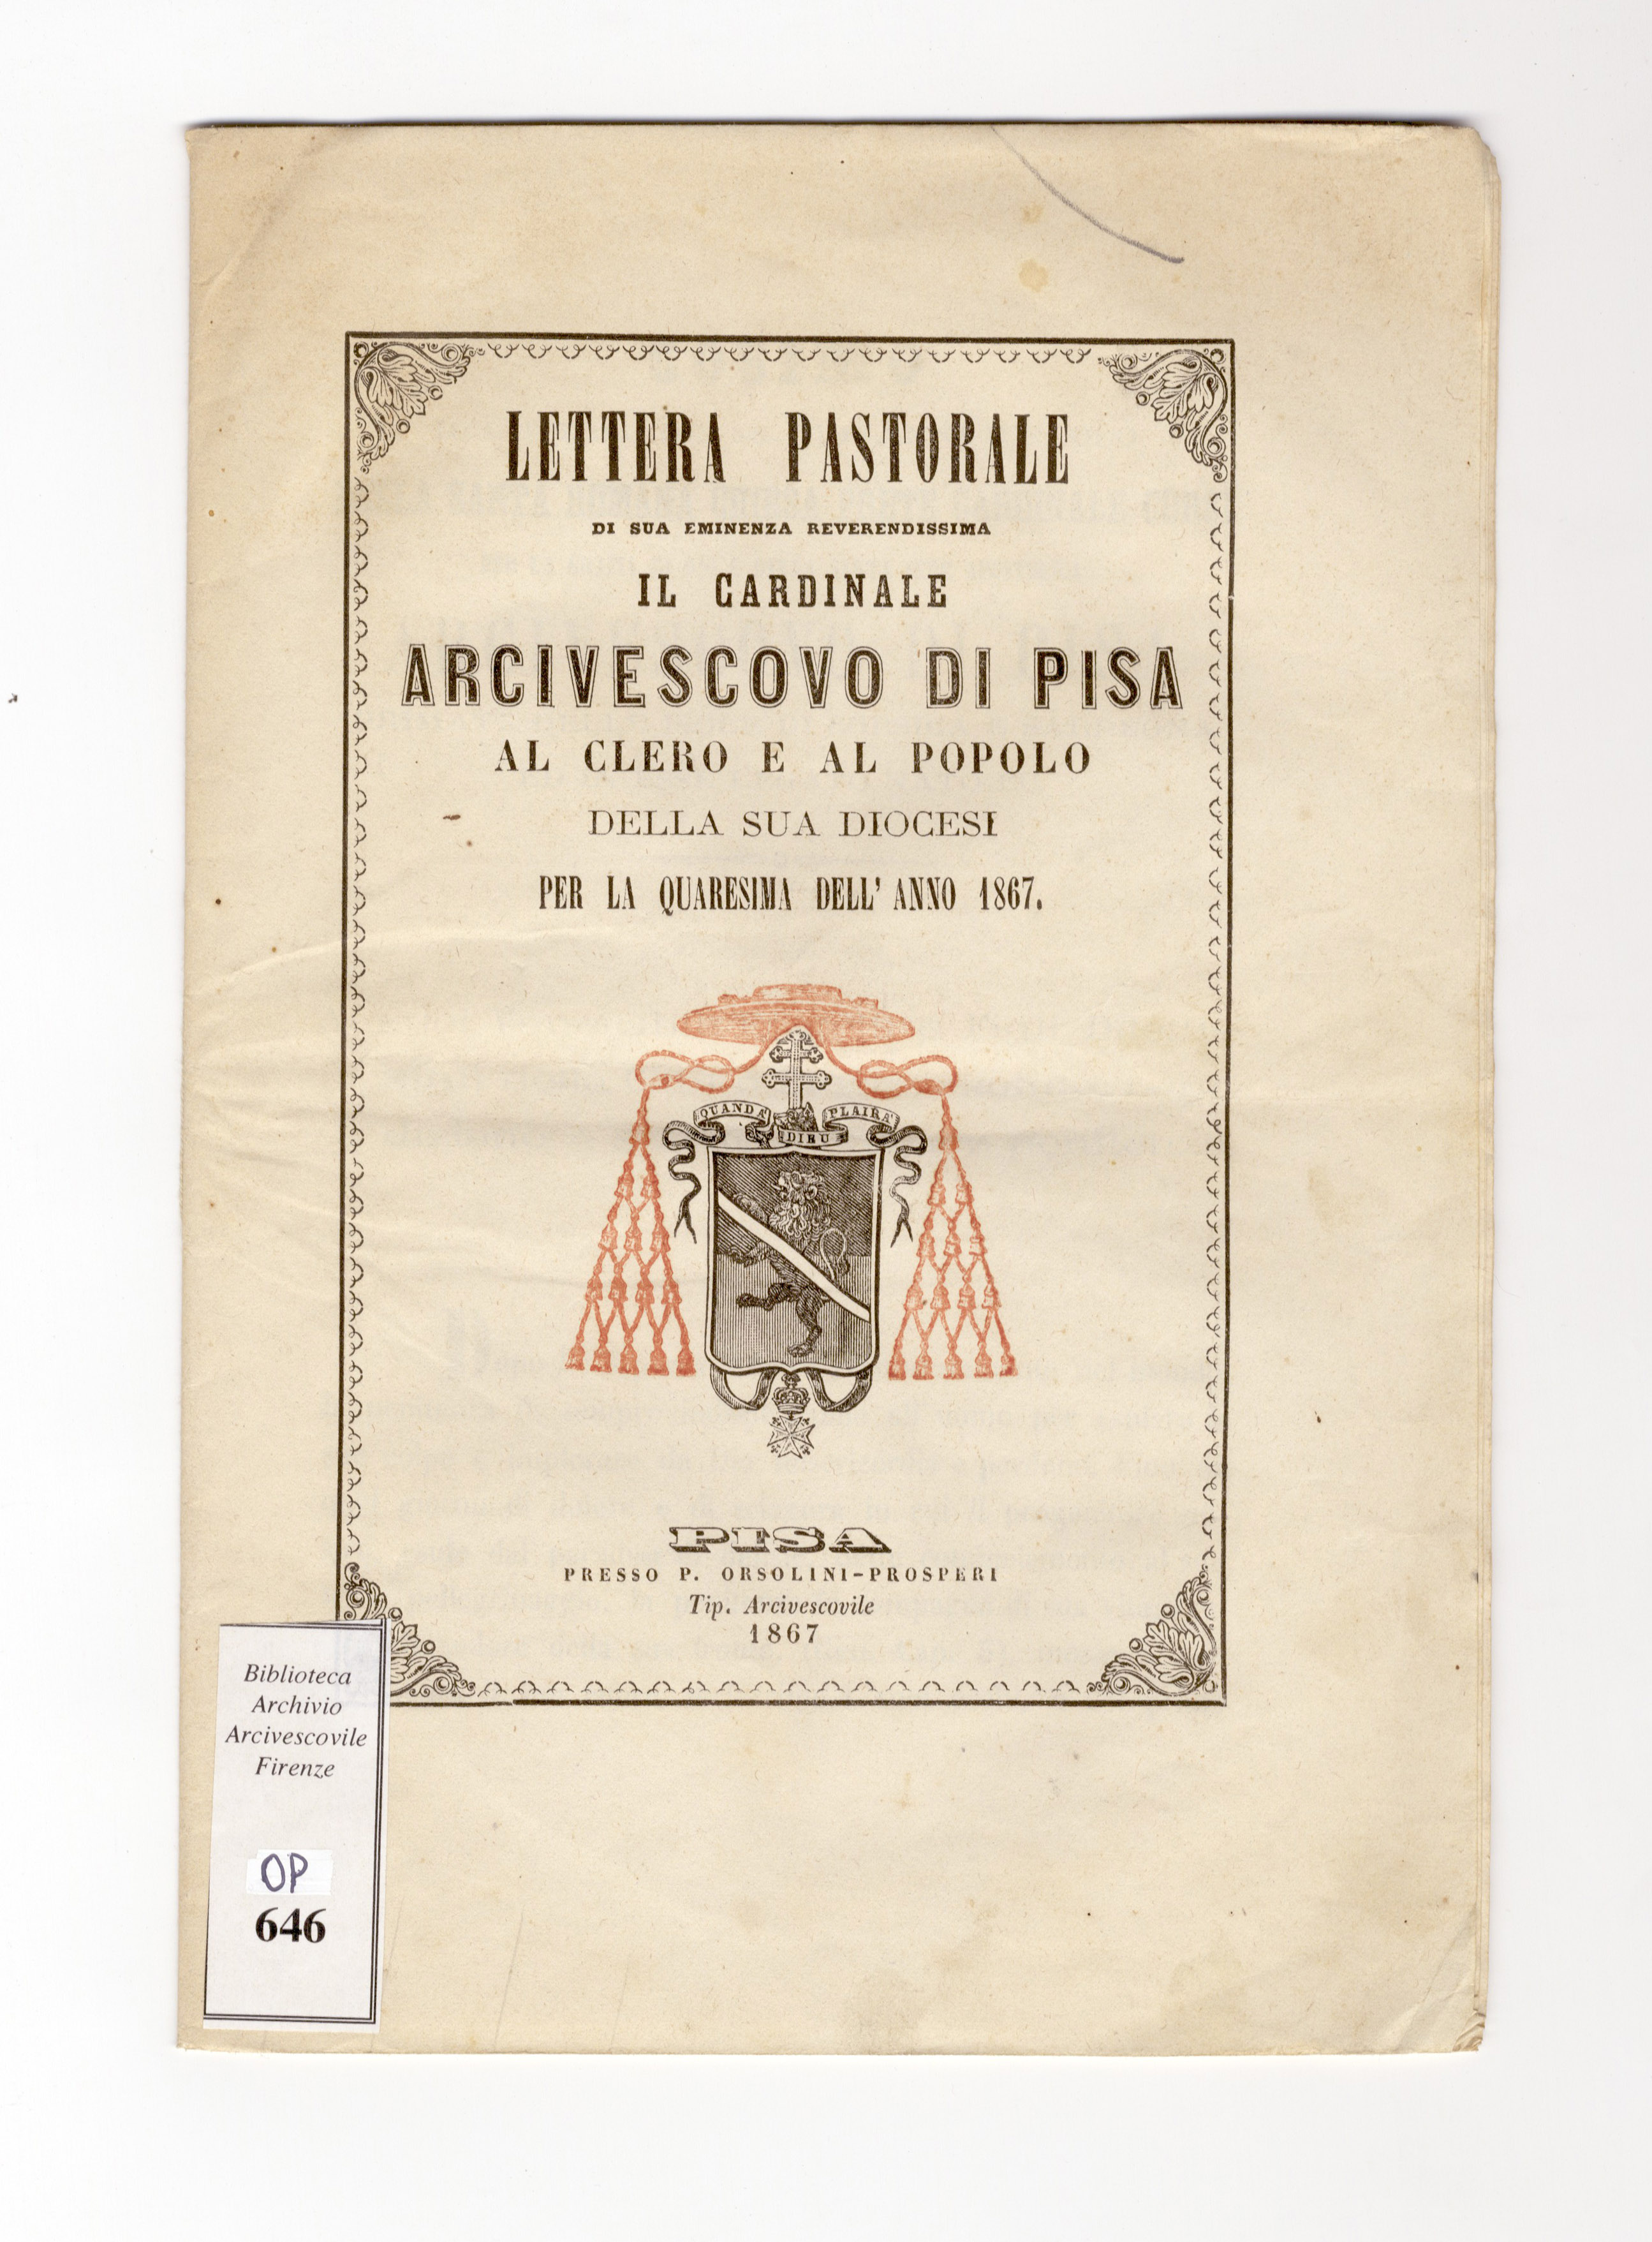 LETTERA PASTORALE
DI SUA EMINENZA REVERENDISSIMA
IL CARDINALE
ARCIVESCOVO DI PISA
AL CLERO E AL POPOLO
DELLA SUA DIOCESI
PER LA QUARESIMA DELL' ANNO 1867.
QUANDA DIEU PLAIRA
PISA
PRESSO P. ORSOLINI-PROSPERI
Tip. Arcivescovile
1867
Biblioteca
Archivio
Arcivescovile
Firenze
OP
646